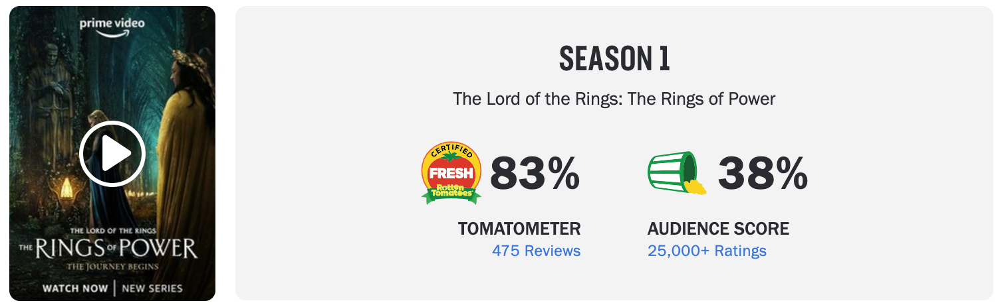 prime video
THE LORD OF THE RINGS
THE RINGS OF POWER
THE JOURNEY BEGINS
WATCH NOW | NEW SERIES
SEASON 1
The Lord of the Rings: The Rings of Power
CERTIFIED
FRESH
Rotten
Tomatoes
83%
38%
TOMATOMETER
AUDIENCE SCORE
475 Reviews
25,000+ Ratings